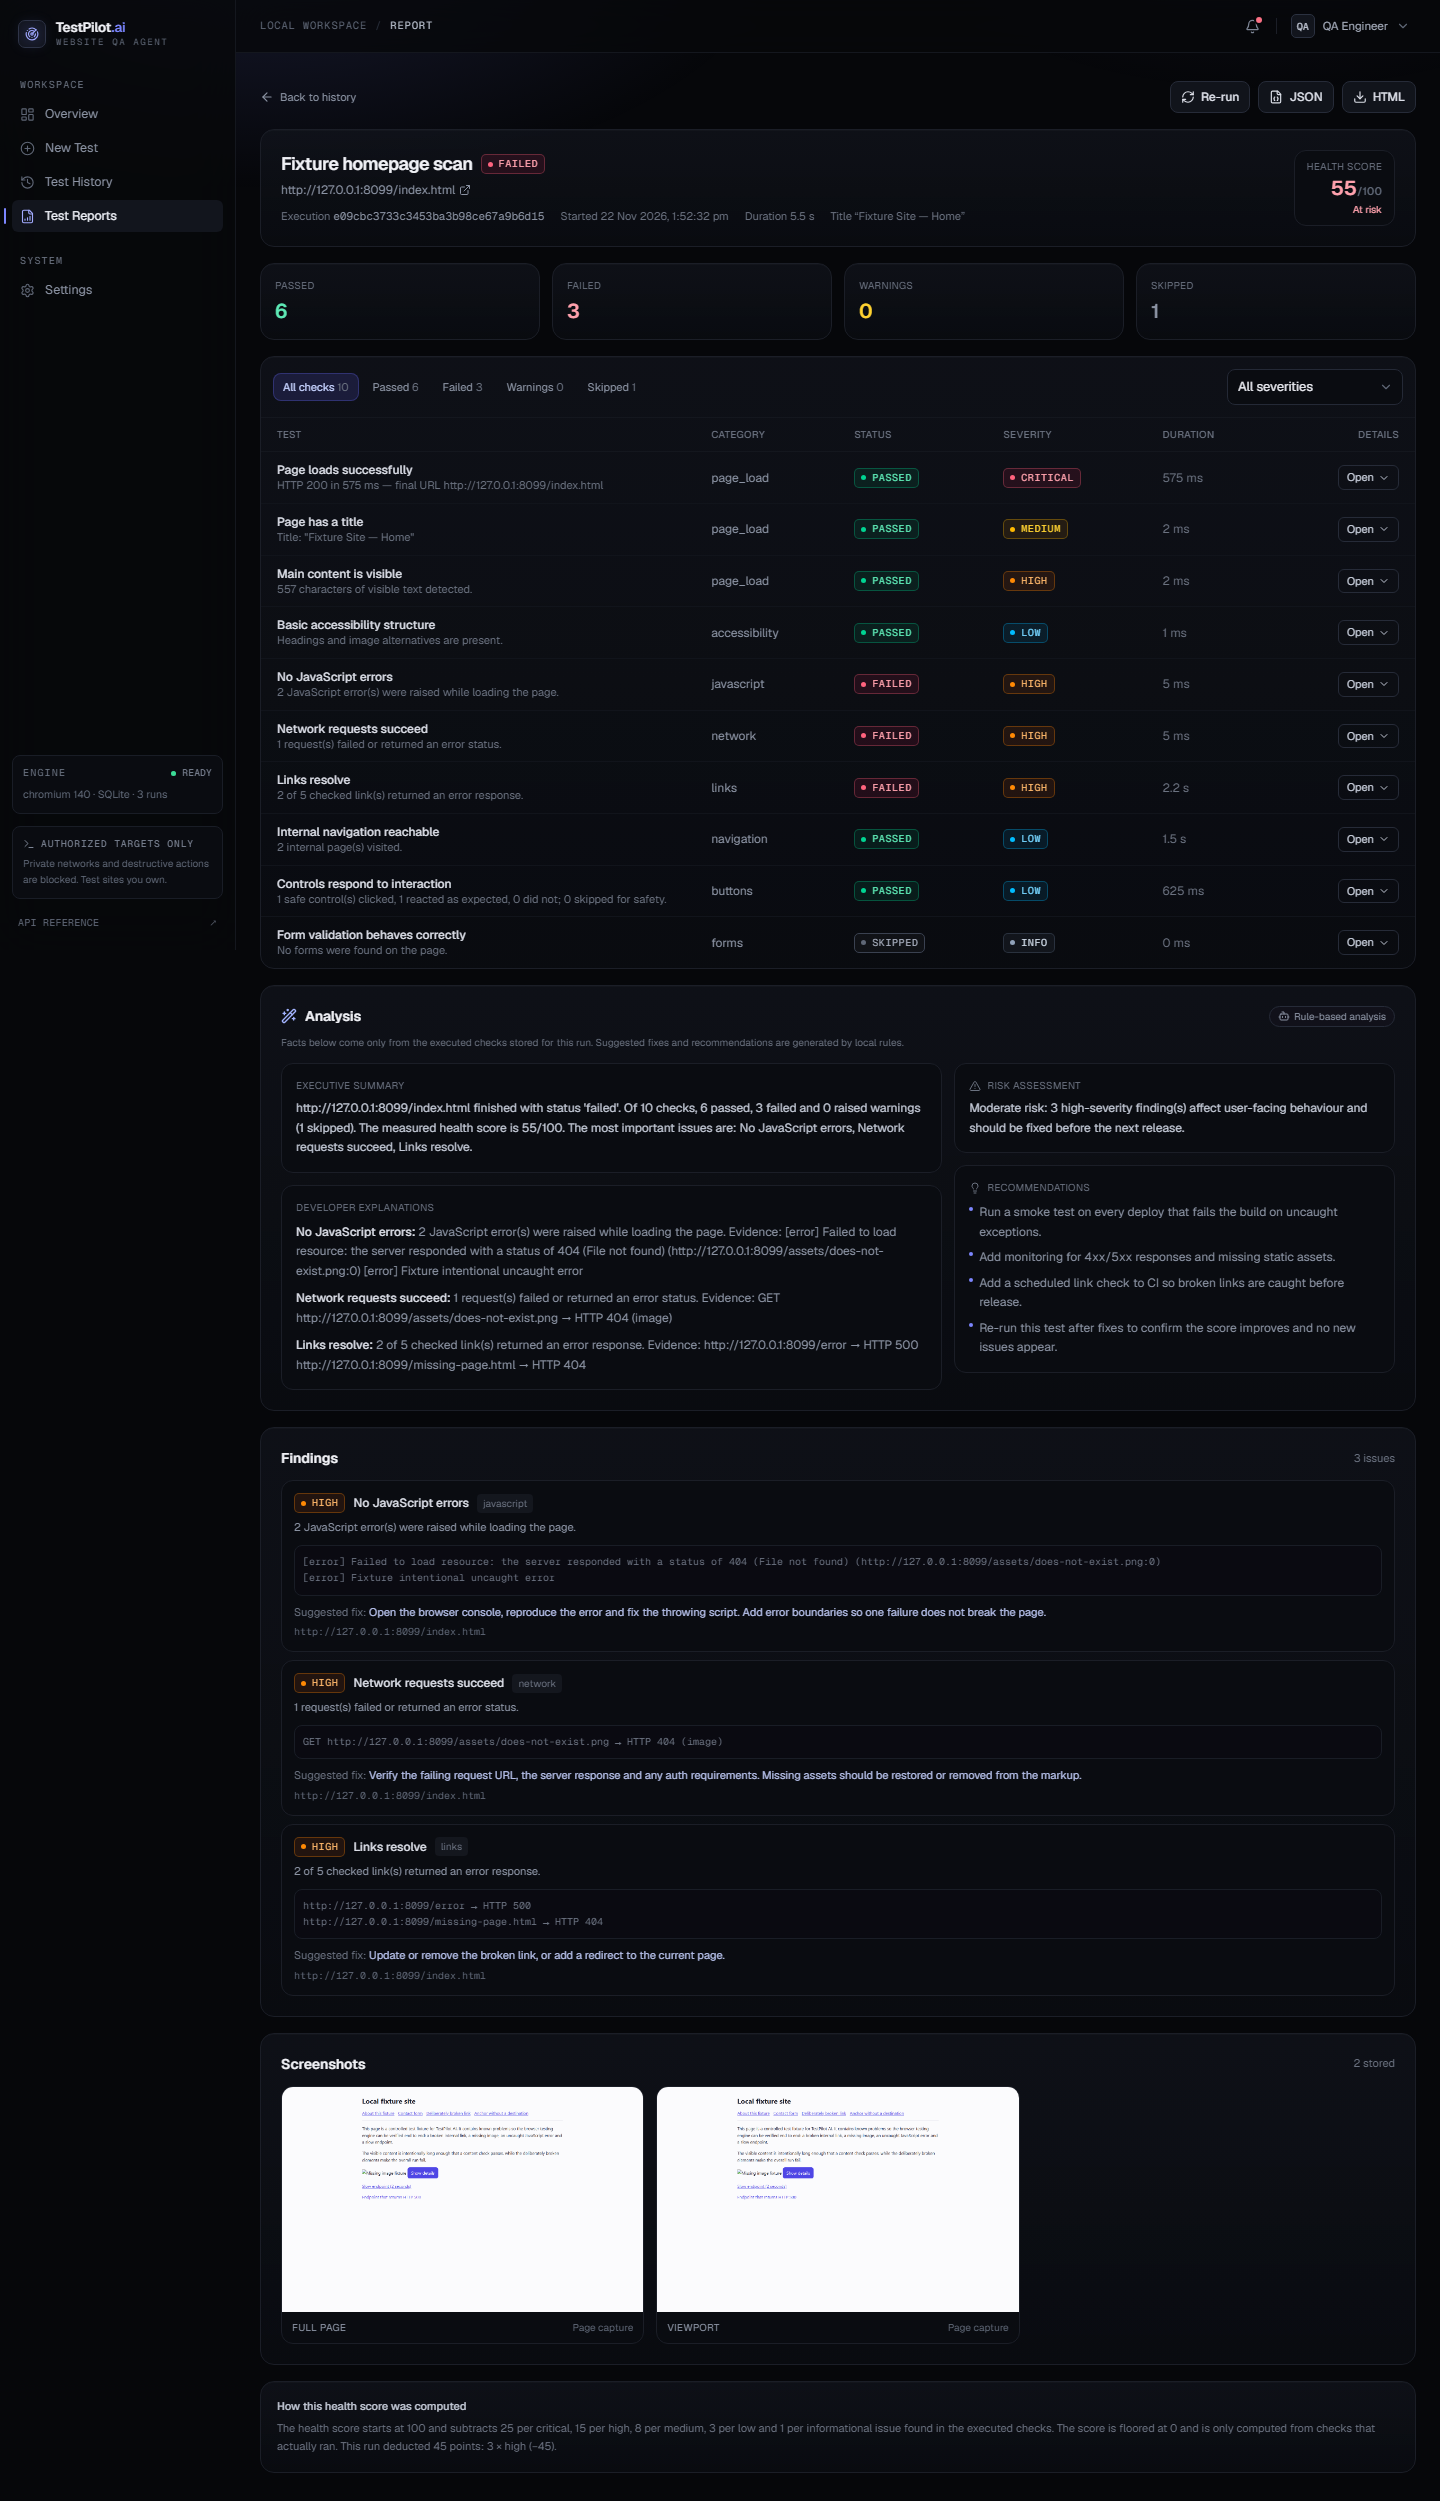 TestPilot.ai
WEBSITE QA AGENT
WORKSPACE
Overview
New Test
Test History
Test Reports
SYSTEM
Settings
ENGINE
READY
chromium 140 · SQLite · 3 runs
AUTHORIZED TARGETS ONLY
Private networks and destructive actions
are blocked. Test sites you own.
API REFERENCE ↗
LOCAL WORKSPACE / REPORT
QA QA Engineer
Back to history
Re-run
JSON
HTML
Fixture homepage scan FAILED
http://127.0.0.1:8099/index.html
Execution e09cbc3733c3453ba3b98ce67a9b6d15 Started 22 Nov 2026, 1:52:32 pm Duration 5.5 s Title “Fixture Site — Home”
HEALTH SCORE
55/100
At risk
PASSED
6
FAILED
3
WARNINGS
0
SKIPPED
1
All checks 10 Passed 6 Failed 3 Warnings 0 Skipped 1
All severities
TEST CATEGORY STATUS SEVERITY DURATION DETAILS
Page loads successfully
HTTP 200 in 575 ms — final URL http://127.0.0.1:8099/index.html
page_load PASSED CRITICAL 575 ms Open
Page has a title
Title: "Fixture Site — Home"
page_load PASSED MEDIUM 2 ms Open
Main content is visible
557 characters of visible text detected.
page_load PASSED HIGH 2 ms Open
Basic accessibility structure
Headings and image alternatives are present.
accessibility PASSED LOW 1 ms Open
No JavaScript errors
2 JavaScript error(s) were raised while loading the page.
javascript FAILED HIGH 5 ms Open
Network requests succeed
1 request(s) failed or returned an error status.
network FAILED HIGH 5 ms Open
Links resolve
2 of 5 checked link(s) returned an error response.
links FAILED HIGH 2.2 s Open
Internal navigation reachable
2 internal page(s) visited.
navigation PASSED LOW 1.5 s Open
Controls respond to interaction
1 safe control(s) clicked, 1 reacted as expected, 0 did not; 0 skipped for safety.
buttons PASSED LOW 625 ms Open
Form validation behaves correctly
No forms were found on the page.
forms SKIPPED INFO 0 ms Open
Analysis
Rule-based analysis
Facts below come only from the executed checks stored for this run. Suggested fixes and recommendations are generated by local rules.
EXECUTIVE SUMMARY
http://127.0.0.1:8099/index.html finished with status 'failed'. Of 10 checks, 6 passed, 3 failed and 0 raised warnings
(1 skipped). The measured health score is 55/100. The most important issues are: No JavaScript errors, Network
requests succeed, Links resolve.
DEVELOPER EXPLANATIONS
No JavaScript errors: 2 JavaScript error(s) were raised while loading the page. Evidence: [error] Failed to load
resource: the server responded with a status of 404 (File not found) (http://127.0.0.1:8099/assets/does-not-
exist.png:0) [error] Fixture intentional uncaught error
Network requests succeed: 1 request(s) failed or returned an error status. Evidence: GET
http://127.0.0.1:8099/assets/does-not-exist.png → HTTP 404 (image)
Links resolve: 2 of 5 checked link(s) returned an error response. Evidence: http://127.0.0.1:8099/error → HTTP 500
http://127.0.0.1:8099/missing-page.html → HTTP 404
RISK ASSESSMENT
Moderate risk: 3 high-severity finding(s) affect user-facing behaviour and
should be fixed before the next release.
RECOMMENDATIONS
Run a smoke test on every deploy that fails the build on uncaught
exceptions.
Add monitoring for 4xx/5xx responses and missing static assets.
Add a scheduled link check to CI so broken links are caught before
release.
Re-run this test after fixes to confirm the score improves and no new
issues appear.
Findings
3 issues
HIGH No JavaScript errors javascript
2 JavaScript error(s) were raised while loading the page.
[error] Failed to load resource: the server responded with a status of 404 (File not found) (http://127.0.0.1:8099/assets/does-not-exist.png:0)
[error] Fixture intentional uncaught error
Suggested fix: Open the browser console, reproduce the error and fix the throwing script. Add error boundaries so one failure does not break the page.
http://127.0.0.1:8099/index.html
HIGH Network requests succeed network
1 request(s) failed or returned an error status.
GET http://127.0.0.1:8099/assets/does-not-exist.png → HTTP 404 (image)
Suggested fix: Verify the failing request URL, the server response and any auth requirements. Missing assets should be restored or removed from the markup.
http://127.0.0.1:8099/index.html
HIGH Links resolve links
2 of 5 checked link(s) returned an error response.
http://127.0.0.1:8099/error → HTTP 500
http://127.0.0.1:8099/missing-page.html → HTTP 404
Suggested fix: Update or remove the broken link, or add a redirect to the current page.
http://127.0.0.1:8099/index.html
Screenshots
2 stored
Local fixture site
About this fixture Contact form Deliberately broken link Anchor without a destination
Missing image fixture Show details
FULL PAGE Page capture
Local fixture site
About this fixture Contact form Deliberately broken link Anchor without a destination
Missing image fixture Show details
VIEWPORT Page capture
How this health score was computed
The health score starts at 100 and subtracts 25 per critical, 15 per high, 8 per medium, 3 per low and 1 per informational issue found in the executed checks. The score is floored at 0 and is only computed from checks that
actually ran. This run deducted 45 points: 3 × high (−45).